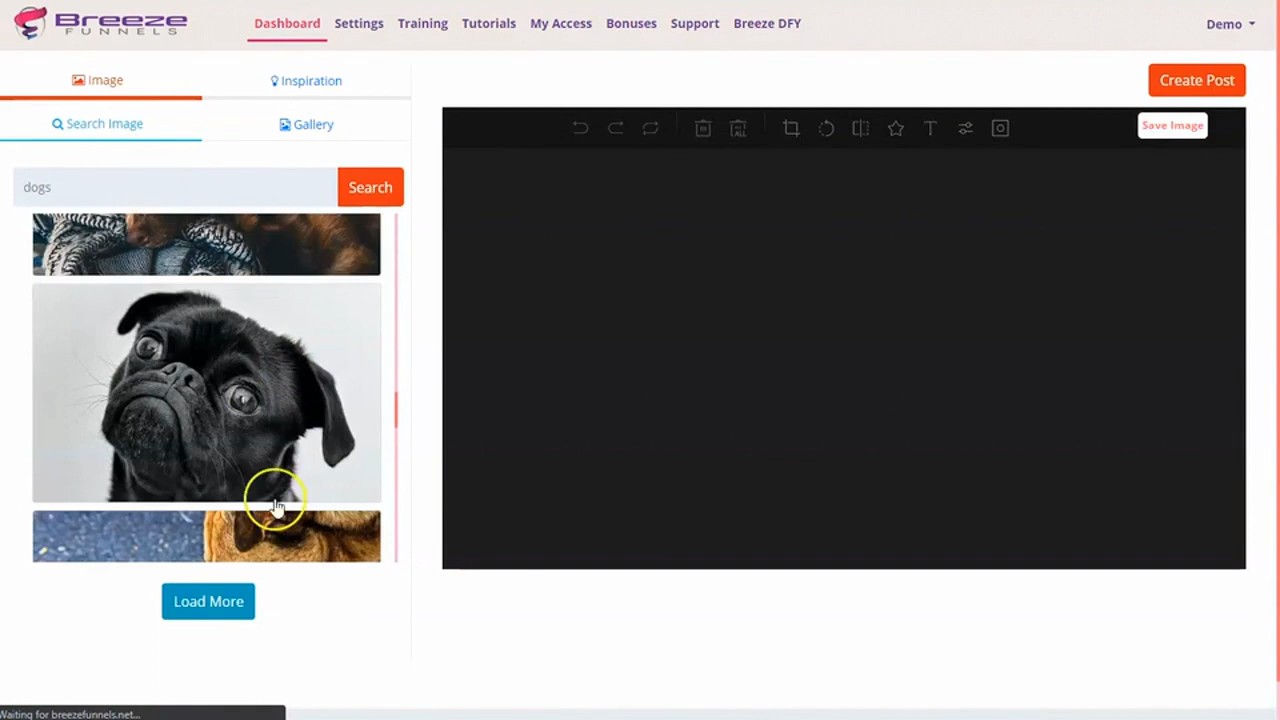 Breeze
FUNNELS
Dashboard Settings Training Tutorials My Access Bonuses Support Breeze DFY
Demo
Image
Inspiration
Create Post
Search Image
Gallery
ALL
T
Save Image
dogs
Search
Load More
Waiting for breezefunnels.net...